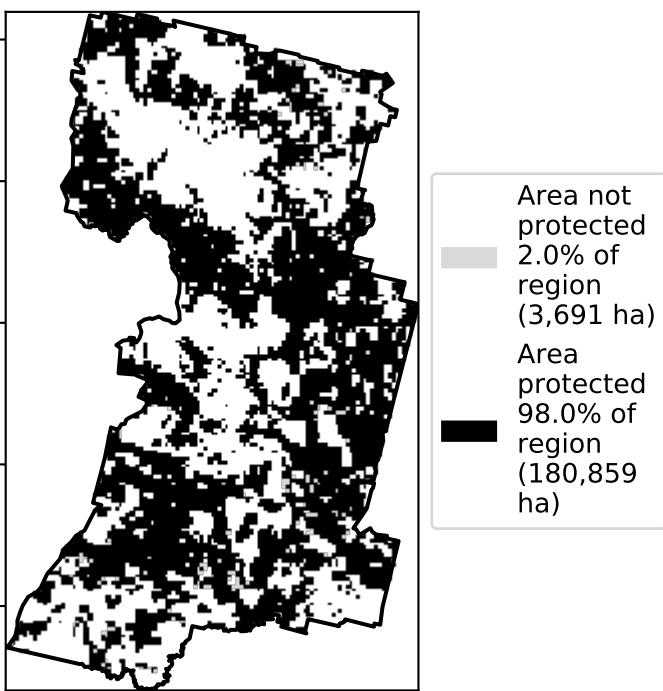 Area not
protected
2.0% of
region
(3,691 ha)
Area
protected
98.0% of
region
(180,859
ha)